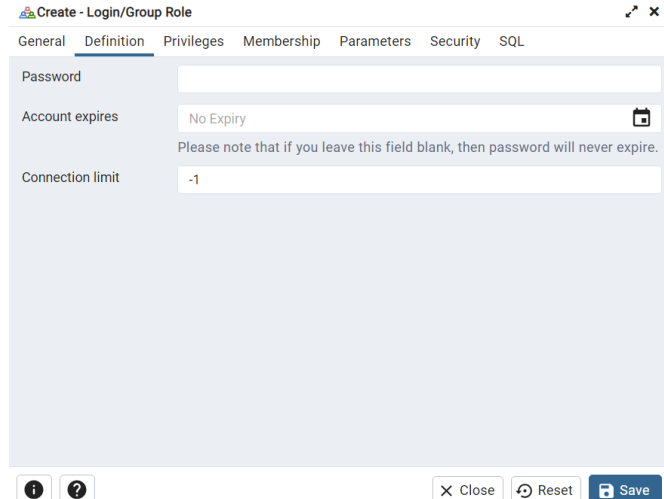 Create - Login/Group Role
General Definition Privileges Membership Parameters Security SQL
Password
Account expires No Expiry
Please note that if you leave this field blank, then password will never expire.
Connection limit -1
Close Reset Save